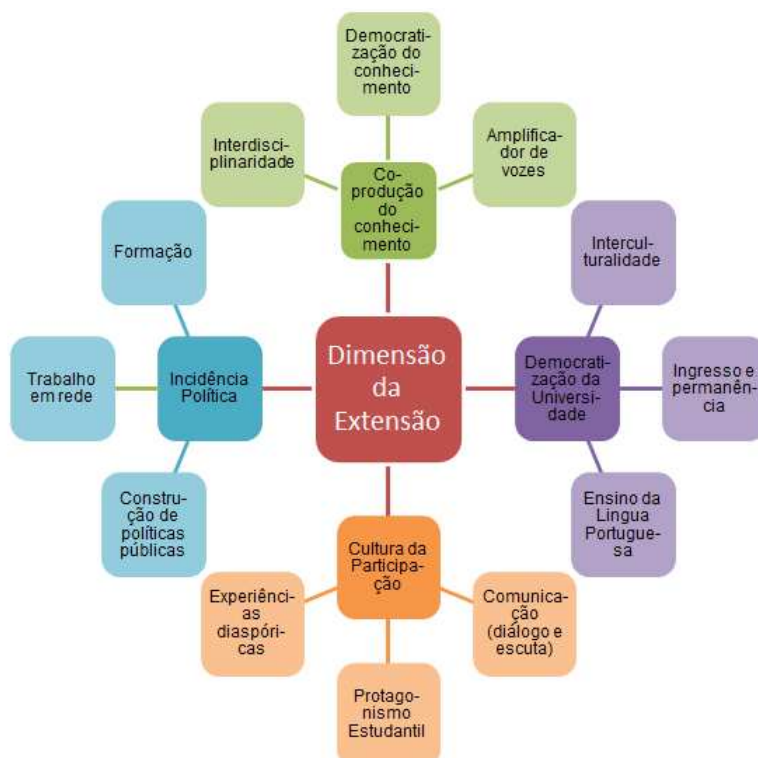 Democrati-
zação do
conheci-
mento
Interdisci-
plinaridade
Amplifica-
dor de
vozes
Co-
produção
do
conheci-
mento
Formação
Intercul-
turalidade
Trabalho
em rede
Incidência
Política
Dimensão
da
Extensão
Democrati-
zação da
Universi-
dade
Ingresso e
permanên-
cia
Constru-
ção de
políticas
públicas
Ensino da
Lingua
Portugue-
sa
Cultura da
Participa-
ção
Experiênci-
as
diaspóri-
cas
Comunica-
ção
(diálogo e
escuta)
Protago-
nismo
Estudantil